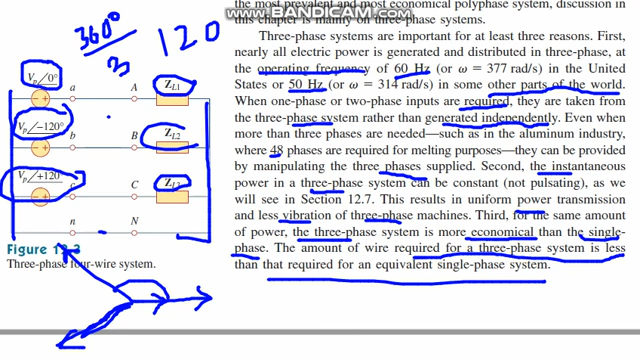 the most prevalent and most economical polyphase system, discussion in
this chapter is mainly on three-phase systems.
WWW.BANDICAM.COM
Three-phase systems are important for at least three reasons. First,
nearly all electric power is generated and distributed in three-phase, at
the operating frequency of 60 Hz (or ω = 377 rad/s) in the United
States or 50 Hz (or ω = 314 rad/s) in some other parts of the world.
When one-phase or two-phase inputs are required, they are taken from
the three-phase system rather than generated independently. Even when
more than three phases are needed—such as in the aluminum industry,
where 48 phases are required for melting purposes—they can be provided
by manipulating the three phases supplied. Second, the instantaneous
power in a three-phase system can be constant (not pulsating), as we
will see in Section 12.7. This results in uniform power transmission
and less vibration of three-phase machines. Third, for the same amount
of power, the three-phase system is more economical than the single-
phase. The amount of wire required for a three-phase system is less
than that required for an equivalent single-phase system.
360°
3
120
Vp/0°
a A ZL1
− +
Vp/−120°
b B ZL2
− +
Vp/+120°
c C ZL3
− +
n N
Figure 12.3
Three-phase four-wire system.